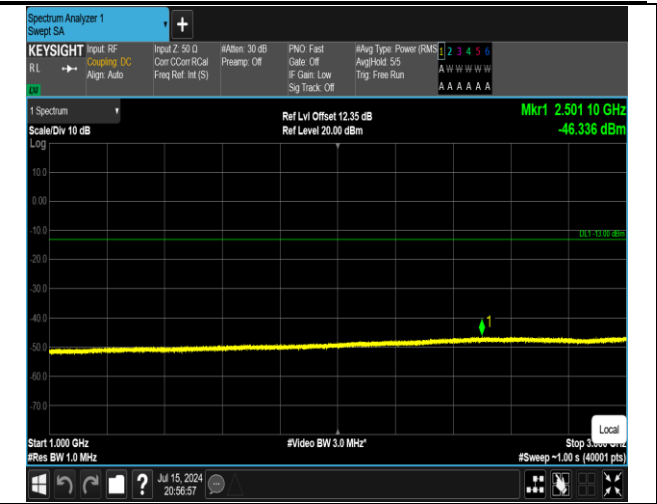 Spectrum Analyzer 1
Swept SA
+
KEYSIGHT
RL
Input: RF
Coupling: DC
Align: Auto
Input Z: 50 Ω
Corr CCorr RCal
Freq Ref: Int (S)
#Atten: 30 dB
Preamp: Off
PNO: Fast
Gate: Off
IF Gain: Low
Sig Track: Off
#Avg Type: Power (RMS
Avg|Hold: 5/5
Trig: Free Run
1 2 3 4 5 6
A W W W W W
A A A A A A
1 Spectrum
Scale/Div 10 dB
Ref Lvl Offset 12.35 dB
Ref Level 20.00 dBm
Mkr1 2.501 10 GHz
-46.336 dBm
Log
10.0
0.00
-10.0
DL1 -13.00 dBm
-20.0
-30.0
-40.0
1
-50.0
-60.0
-70.0
Local
Start 1.000 GHz
#Video BW 3.0 MHz*
Stop
#Res BW 1.0 MHz
#Sweep ~1.00 s (40001 pts)
?
Jul 15, 2024
20:56:57